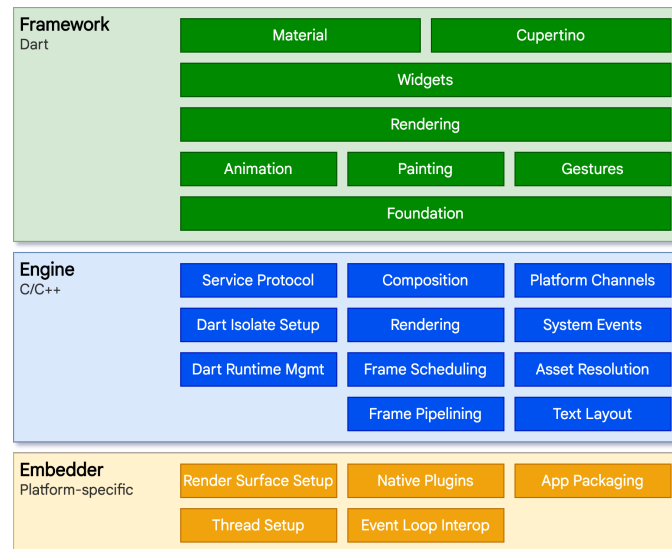 Framework
Dart
Material
Cupertino
Widgets
Rendering
Animation
Painting
Gestures
Foundation
Engine
C/C++
Service Protocol
Composition
Platform Channels
Dart Isolate Setup
Rendering
System Events
Dart Runtime Mgmt
Frame Scheduling
Asset Resolution
Frame Pipelining
Text Layout
Embedder
Platform-specific
Render Surface Setup
Native Plugins
App Packaging
Thread Setup
Event Loop Interop